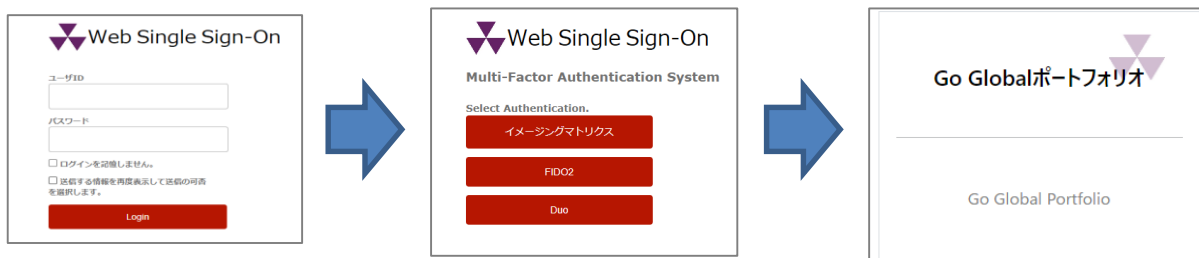 Web Single Sign-On
ユーザID
パスワード
ログインを記憶しません。
送信する情報を再度表示して送信の可否
を選択します。
Login
Web Single Sign-On
Multi-Factor Authentication System
Select Authentication.
イメージングマトリクス
FIDO2
Duo
Go Globalポートフォリオ
Go Global Portfolio